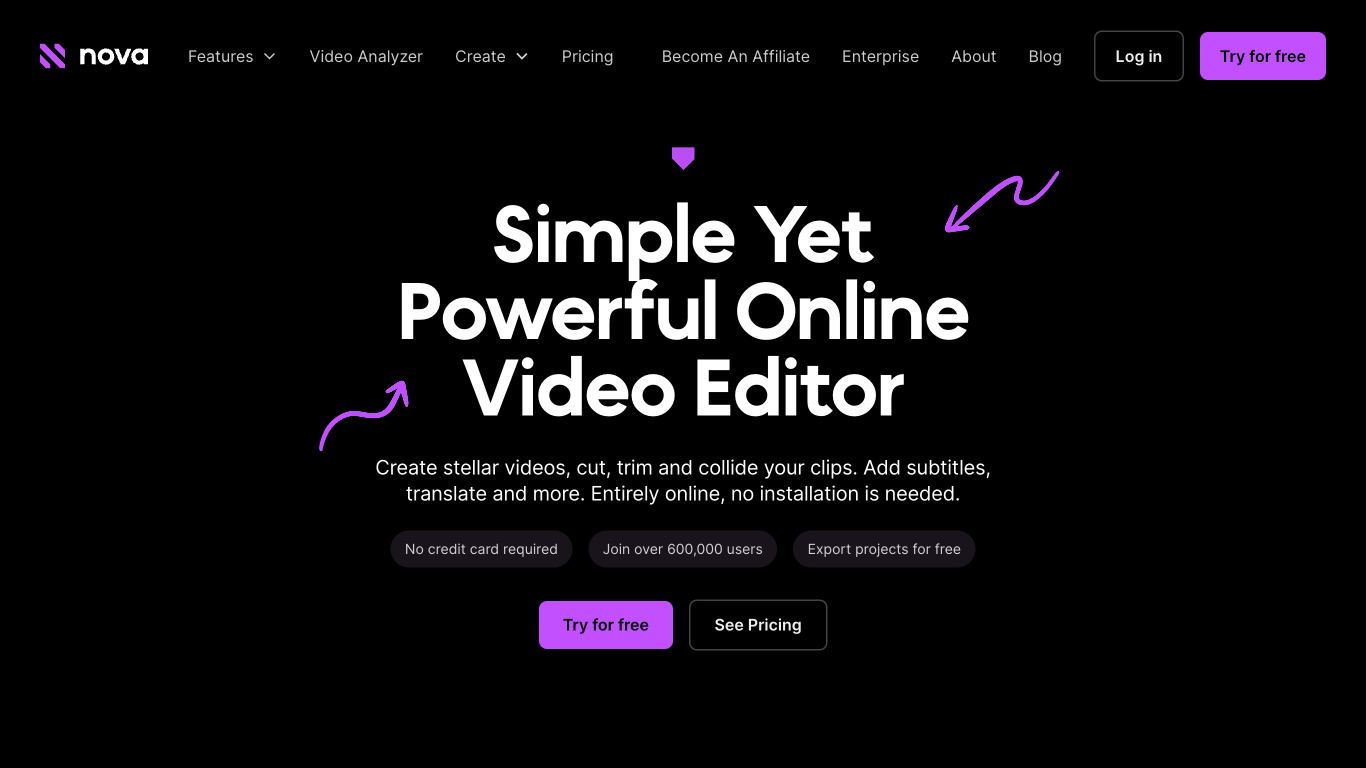 nova
Features
Video Analyzer
Create
Pricing
Become An Affiliate
Enterprise
About
Blog
Log in
Try for free
Simple Yet
Powerful Online
Video Editor
Create stellar videos, cut, trim and collide your clips. Add subtitles,
translate and more. Entirely online, no installation is needed.
No credit card required
Join over 600,000 users
Export projects for free
Try for free
See Pricing